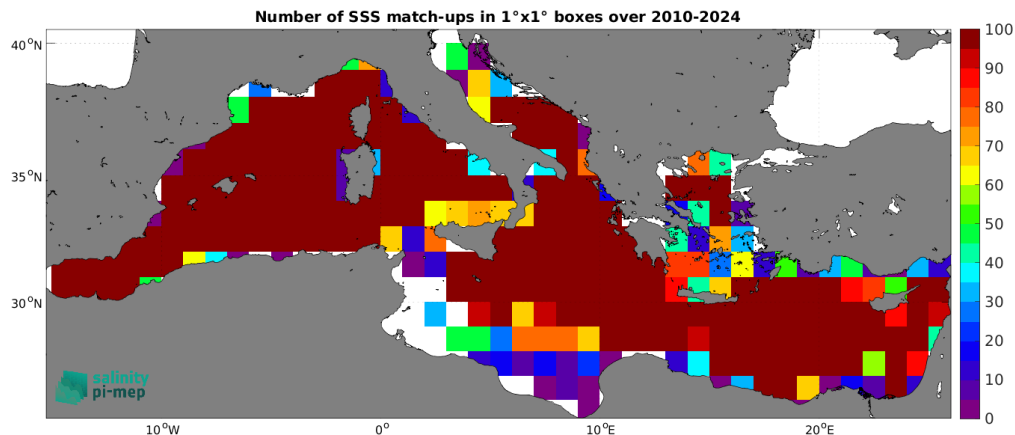 Number of SSS match-ups in 1°x1° boxes over 2010-2024
40°N
35°N
30°N
10°W
0°
10°E
20°E
100
90
80
70
60
50
40
30
20
10
0
salinity
pi-mep